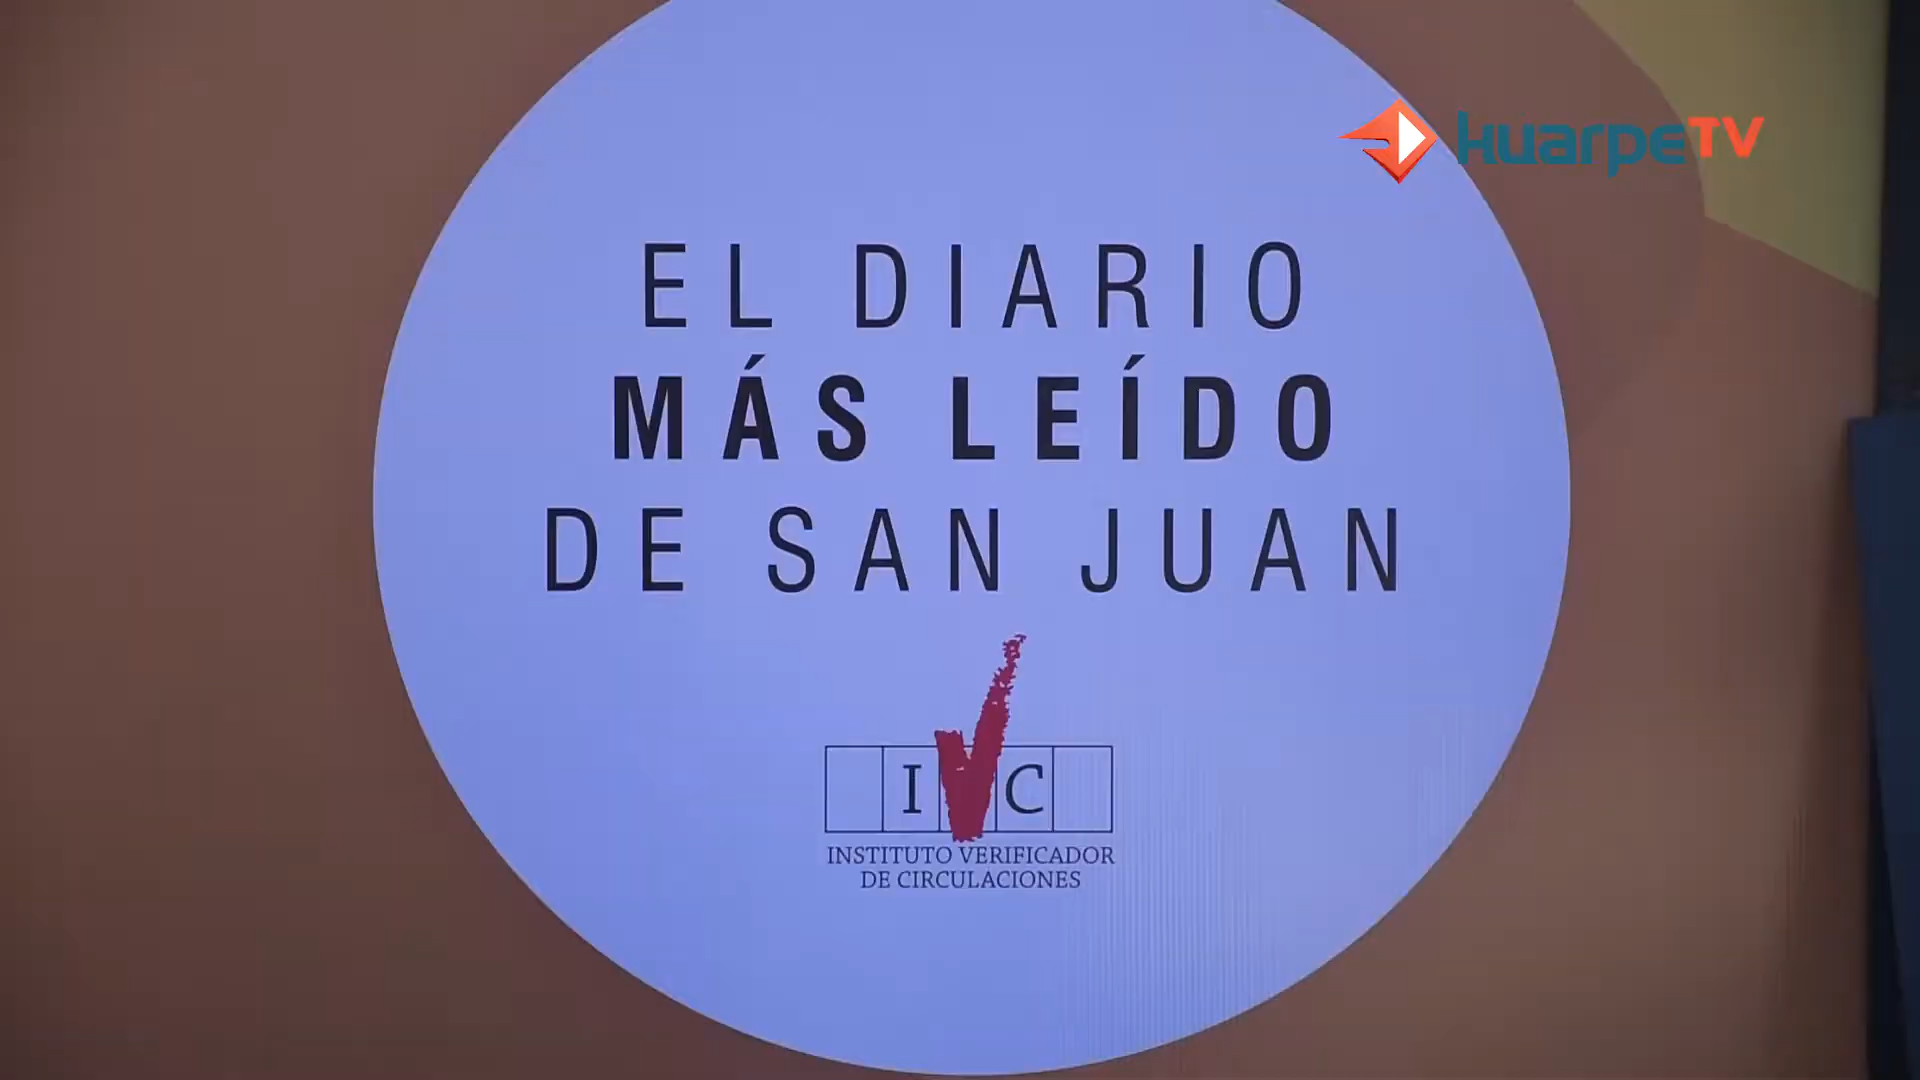 huarpeTV
EL DIARIO
MÁS LEÍDO
DE SAN JUAN
IVC
INSTITUTO VERIFICADOR
DE CIRCULACIONES